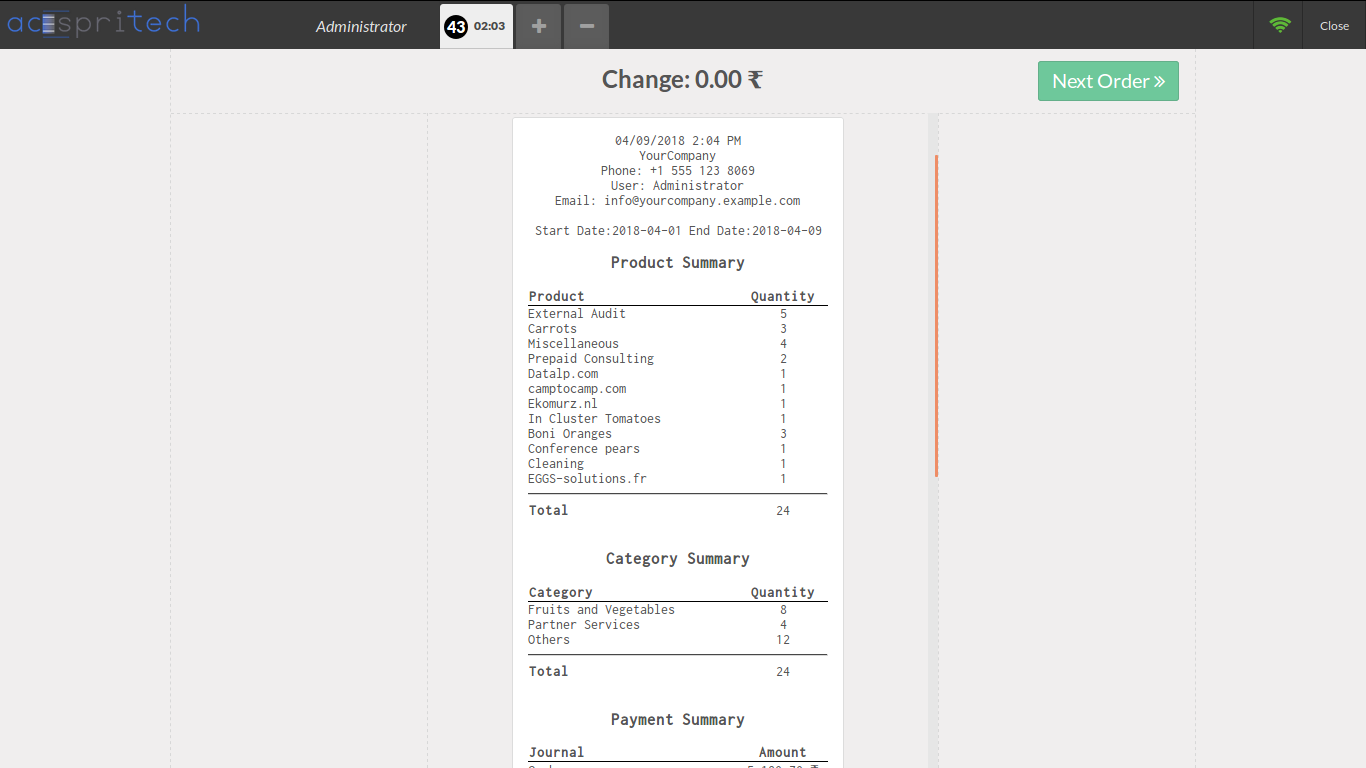 acespritech Administrator 43 02:03 + − Close
Change: 0.00 ₹
Next Order »
04/09/2018 2:04 PM
YourCompany
Phone: +1 555 123 8069
User: Administrator
Email: info@yourcompany.example.com
Start Date:2018-04-01 End Date:2018-04-09
Product Summary
Product Quantity
External Audit 5
Carrots 3
Miscellaneous 4
Prepaid Consulting 2
Datalp.com 1
camptocamp.com 1
Ekomurz.nl 1
In Cluster Tomatoes 1
Boni Oranges 3
Conference pears 1
Cleaning 1
EGGS-solutions.fr 1
Total 24
Category Summary
Category Quantity
Fruits and Vegetables 8
Partner Services 4
Others 12
Total 24
Payment Summary
Journal Amount